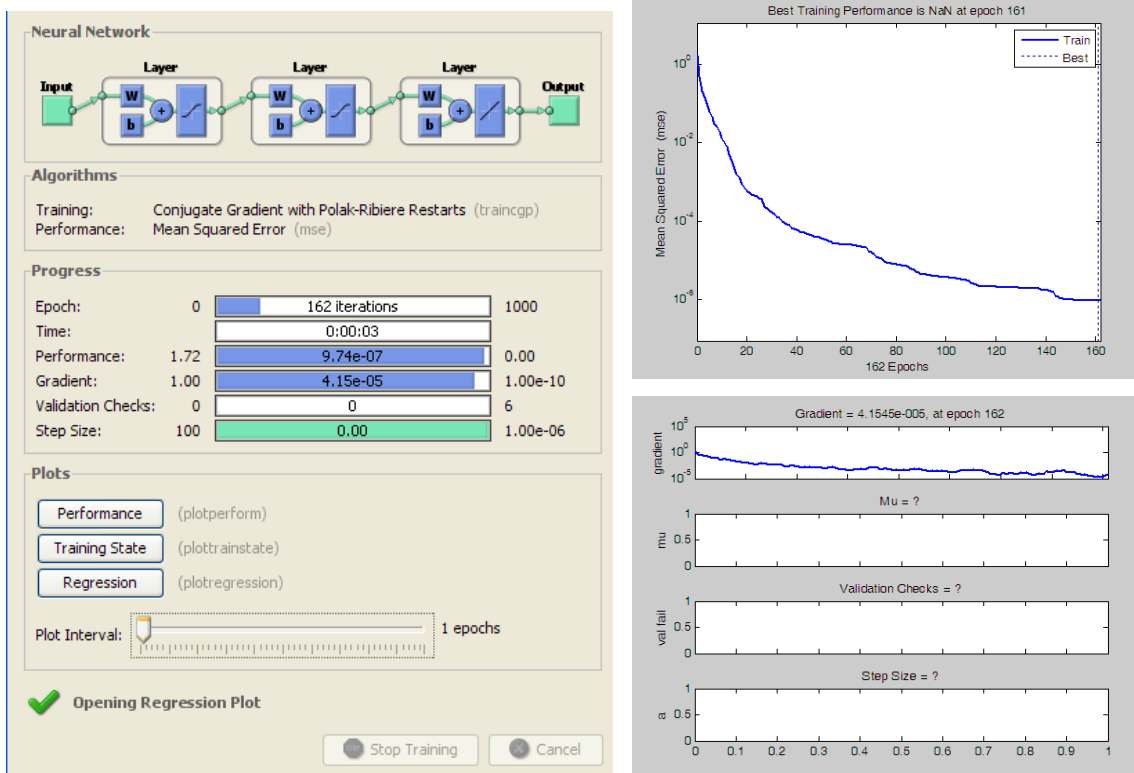 Neural Network
Layer Layer Layer
Input Output
W W W
b b b
Algorithms
Training: Conjugate Gradient with Polak-Ribiere Restarts (traincgp)
Performance: Mean Squared Error (mse)
Progress
Epoch: 0 162 iterations 1000
Time: 0:00:03
Performance: 1.72 9.74e-07 0.00
Gradient: 1.00 4.15e-05 1.00e-10
Validation Checks: 0 0 6
Step Size: 100 0.00 1.00e-06
Plots
Performance (plotperform)
Training State (plottrainstate)
Regression (plotregression)
Plot Interval: 1 epochs
Opening Regression Plot
Stop Training Cancel
Best Training Performance is NaN at epoch 161
Train
Best
Mean Squared Error (mse)
10^0
10^-2
10^-4
10^-6
0 20 40 60 80 100 120 140 160
162 Epochs
Gradient = 4.1545e-005, at epoch 162
gradient
10^5
10^0
10^-5
Mu = ?
mu
1
0.5
0
Validation Checks = ?
val fail
1
0.5
0
Step Size = ?
a
1
0.5
0
0 0.1 0.2 0.3 0.4 0.5 0.6 0.7 0.8 0.9 1